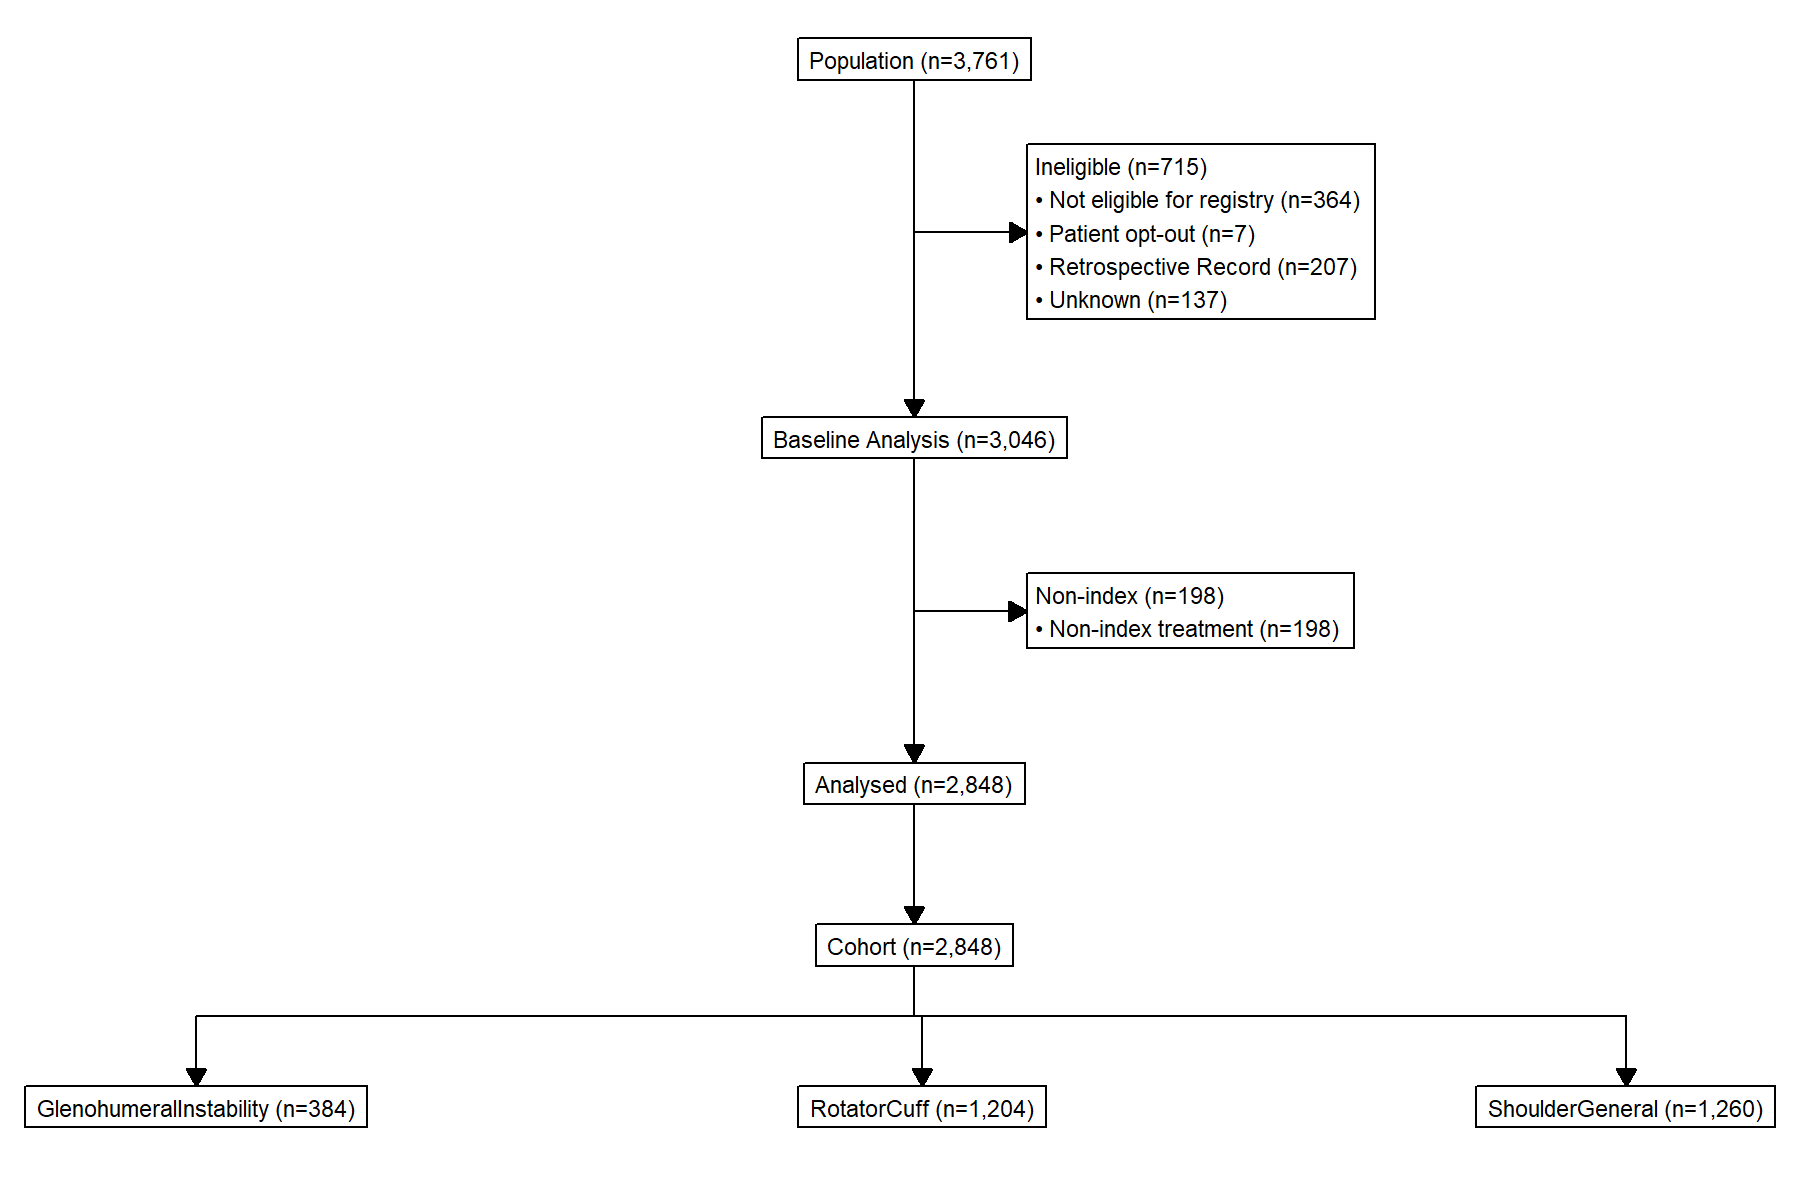 Population (n=3,761)
Ineligible (n=715)
• Not eligible for registry (n=364)
• Patient opt-out (n=7)
• Retrospective Record (n=207)
• Unknown (n=137)
Baseline Analysis (n=3,046)
Non-index (n=198)
• Non-index treatment (n=198)
Analysed (n=2,848)
Cohort (n=2,848)
GlenohumeralInstability (n=384)
RotatorCuff (n=1,204)
ShoulderGeneral (n=1,260)